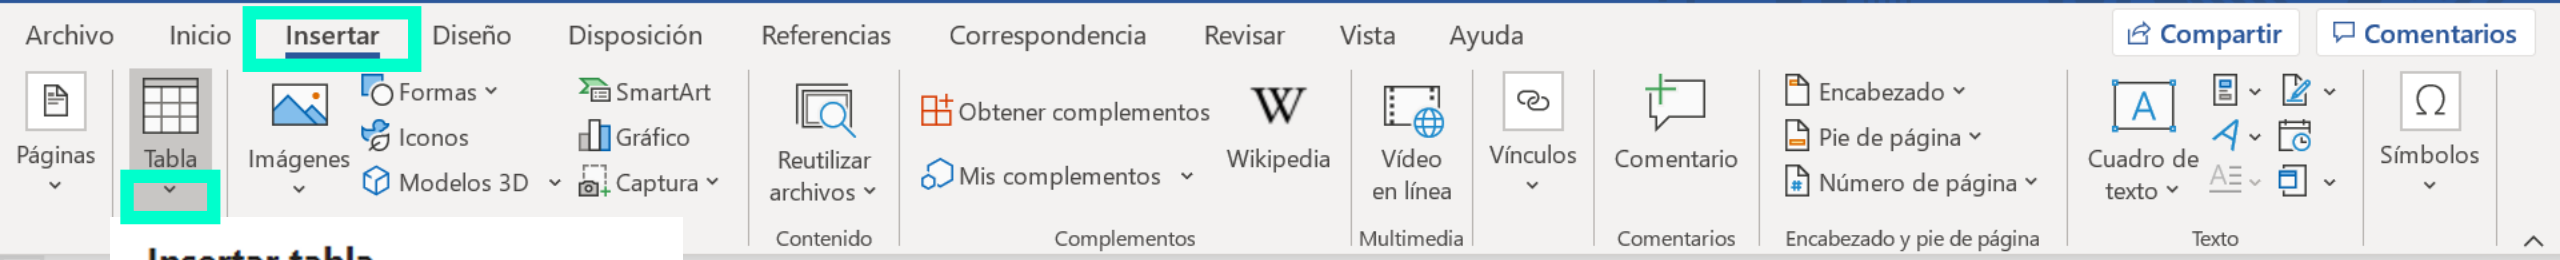 Archivo Inicio Insertar Diseño Disposición Referencias Correspondencia Revisar Vista Ayuda Compartir Comentarios
Páginas
Tabla
Imágenes
Formas
Iconos
Modelos 3D
SmartArt
Gráfico
Captura
Reutilizar
archivos
Contenido
Obtener complementos
Mis complementos
W
Wikipedia
Complementos
Vídeo
en línea
Multimedia
Vínculos
Comentario
Comentarios
Encabezado
Pie de página
Número de página
Encabezado y pie de página
A
Cuadro de
texto
Texto
Ω
Símbolos
Insertar tabla